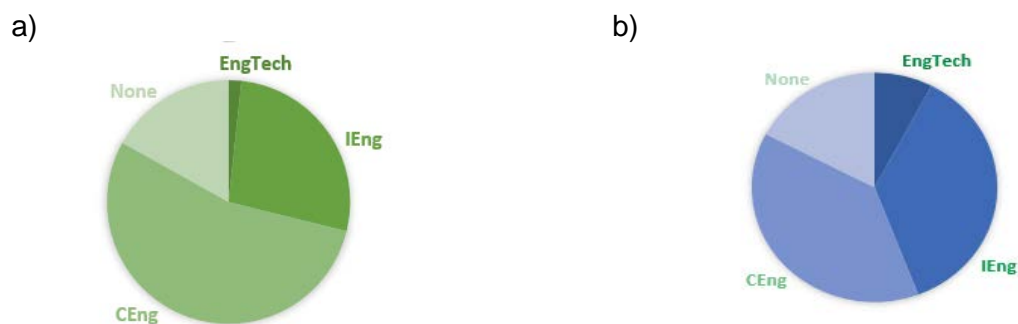 a)
EngTech
None
IEng
CEng
b)
EngTech
None
IEng
CEng